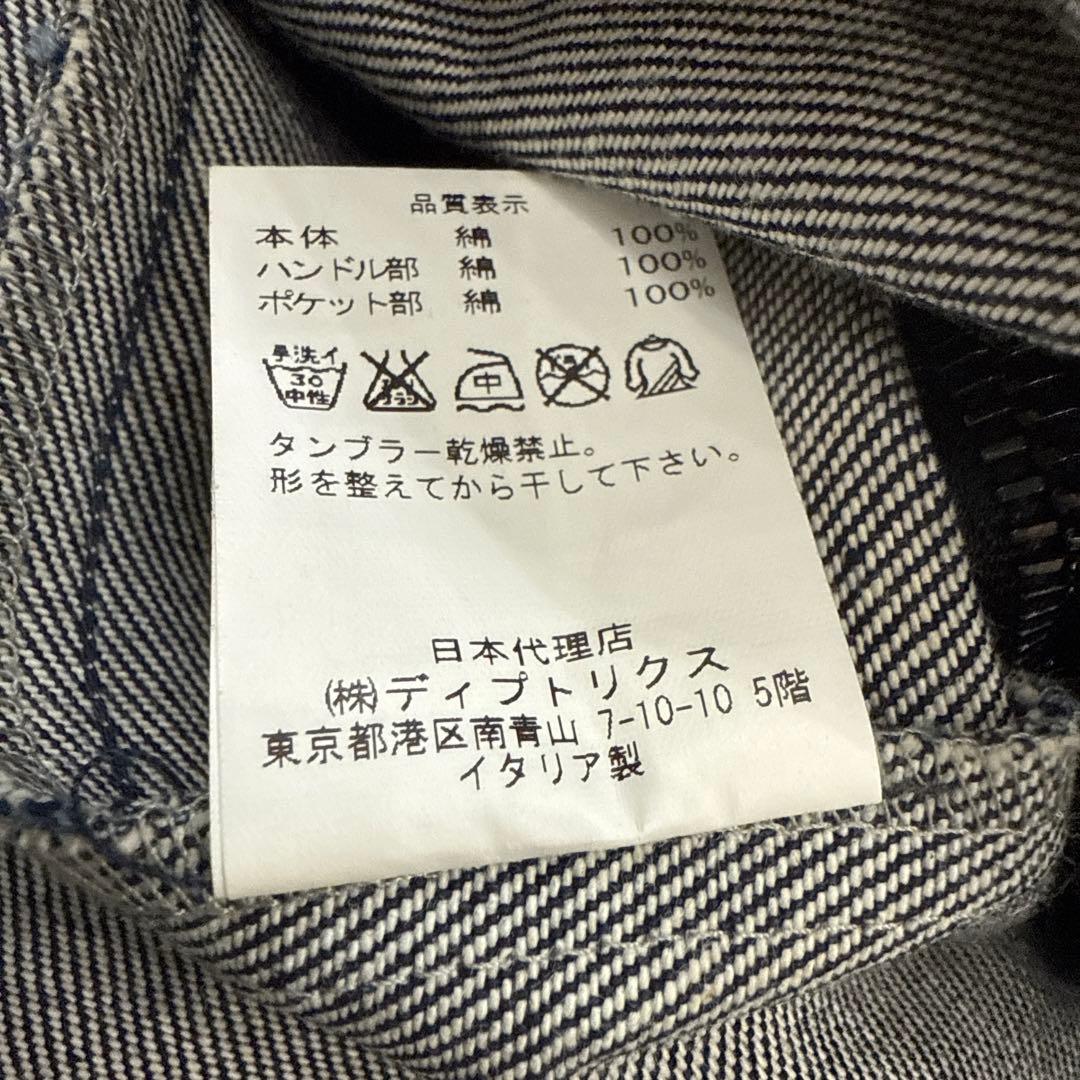 品質表示
本体 綿 100%
ハンドル部 綿 100%
ポケット部 綿 100%
手洗イ
30
中性
中
タンブラー乾燥禁止。
形を整えてから干して下さい。
日本代理店
(株)ディプトリクス
東京都港区南青山 7-10-10 5階
イタリア製